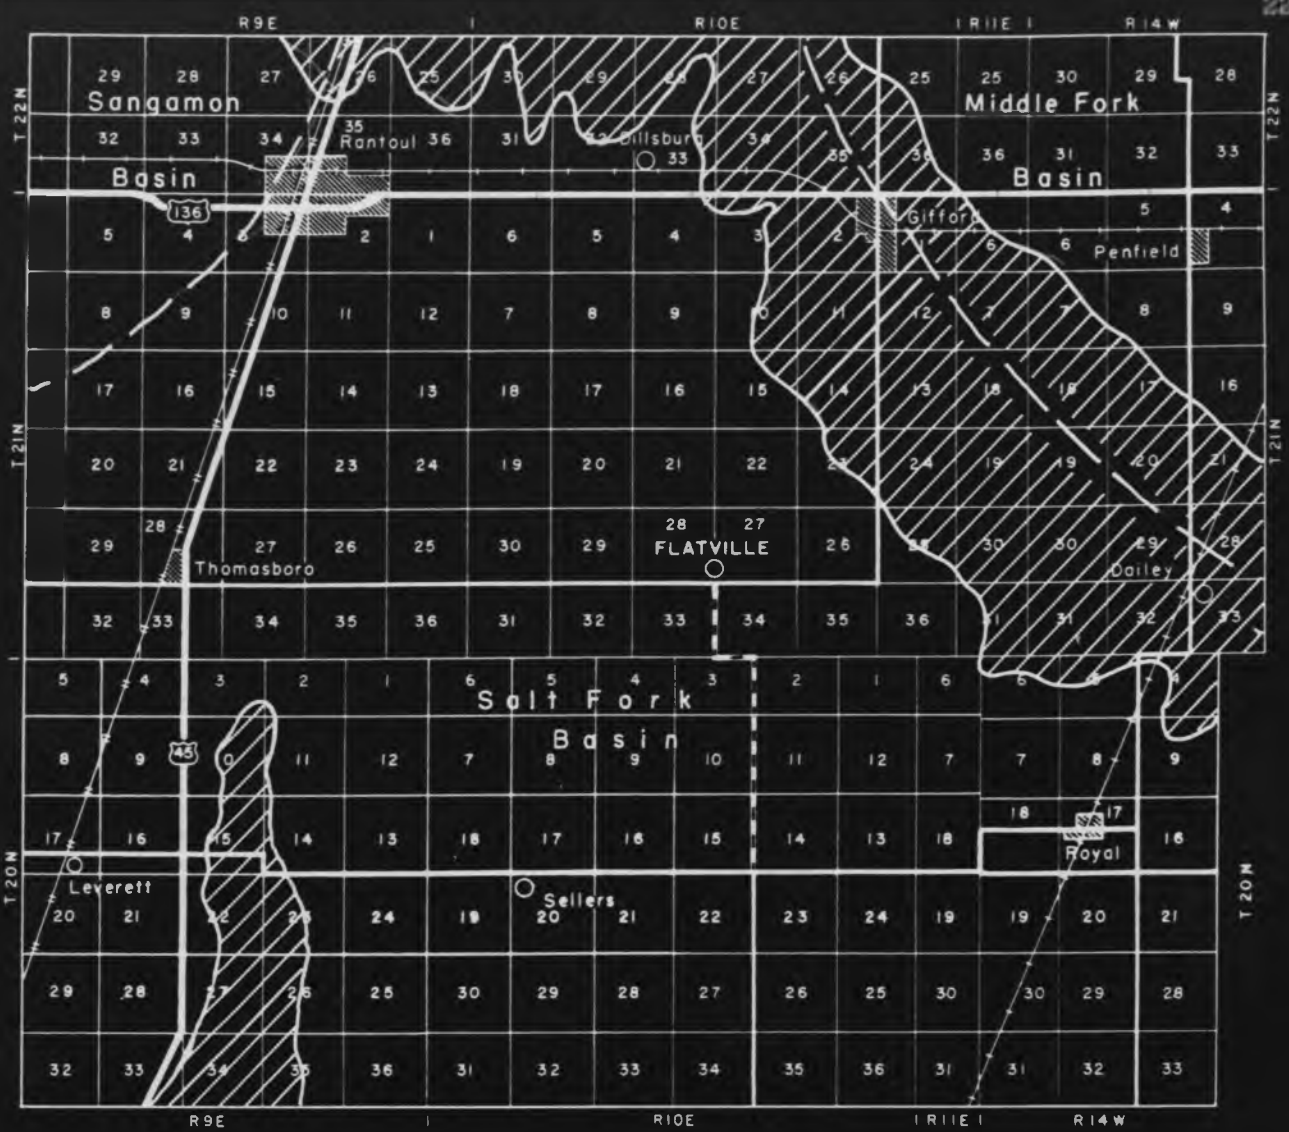 R9E I R10E I R11E I R14W
29 28 27 26 25 30 29 28 27 26 25 25 30 29 28
Sangamon Middle Fork
T22N T22N
32 33 34 35 36 31 32 Dillsburg 33 34 35 36 36 31 32 33
Rantoul
Basin Basin
136 Gifford
5 4 3 2 1 6 5 4 3 2 1 6 6 5 4
Penfield
8 9 10 11 12 7 8 9 10 11 12 7 7 8 9
17 16 15 14 13 18 17 16 15 14 13 18 18 17 16
T21N T21N
20 21 22 23 24 19 20 21 22 23 24 19 19 20 21
28 28 27
29 27 26 25 30 29 FLATVILLE 26 25 30 30 29 28
Thomasboro Dailey
32 33 34 35 36 31 32 33 34 35 36 31 31 32 33
5 4 3 2 1 6 5 4 3 2 1 6 6 5 4
Salt Fork
Basin
45
8 9 10 11 12 7 8 9 10 11 12 7 7 8 9
17 16 15 14 13 18 17 16 15 14 13 18 18 17 16
Royal
Leverett Sellers
T20N T20N
20 21 22 23 24 19 20 21 22 23 24 19 19 20 21
29 28 27 26 25 30 29 28 27 26 25 30 30 29 28
32 33 34 35 36 31 32 33 34 35 36 31 31 32 33
R9E I R10E I R11E I R14W